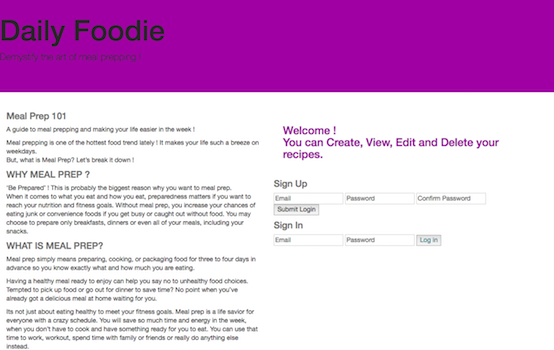 Daily Foodie
Demystify the art of meal prepping !
Meal Prep 101
A guide to meal prepping and making your life easier in the week !
Meal prepping is one of the hottest food trend lately ! It makes your life such a breeze on
weekdays.
But, what is Meal Prep? Let's break it down !
WHY MEAL PREP ?
'Be Prepared' ! This is probably the biggest reason why you want to meal prep.
When it comes to what you eat and how you eat, preparedness matters if you want to
reach your nutrition and fitness goals. Without meal prep, you increase your chances of
eating junk or convenience foods if you get busy or caught out without food. You may
choose to prepare only breakfasts, dinners or even all of your meals, including your
snacks.
WHAT IS MEAL PREP?
Meal prep simply means preparing, cooking, or packaging food for three to four days in
advance so you know exactly what and how much you are eating.
Having a healthy meal ready to enjoy can help you say no to unhealthy food choices.
Tempted to pick up food or go out for dinner to save time? No point when you've
already got a delicious meal at home waiting for you.
Its not just about eating healthy to meet your fitness goals. Meal prep is a life savior for
everyone with a crazy schedule. You will save so much time and energy in the week,
when you don't have to cook and have something ready for you to eat. You can use that
time to work, workout, spend time with family or friends or really do anything else
instead.
Welcome !
You can Create, View, Edit and Delete your
recipes.
Sign Up
Email Password Confirm Password
Submit Login
Sign In
Email Password Log in